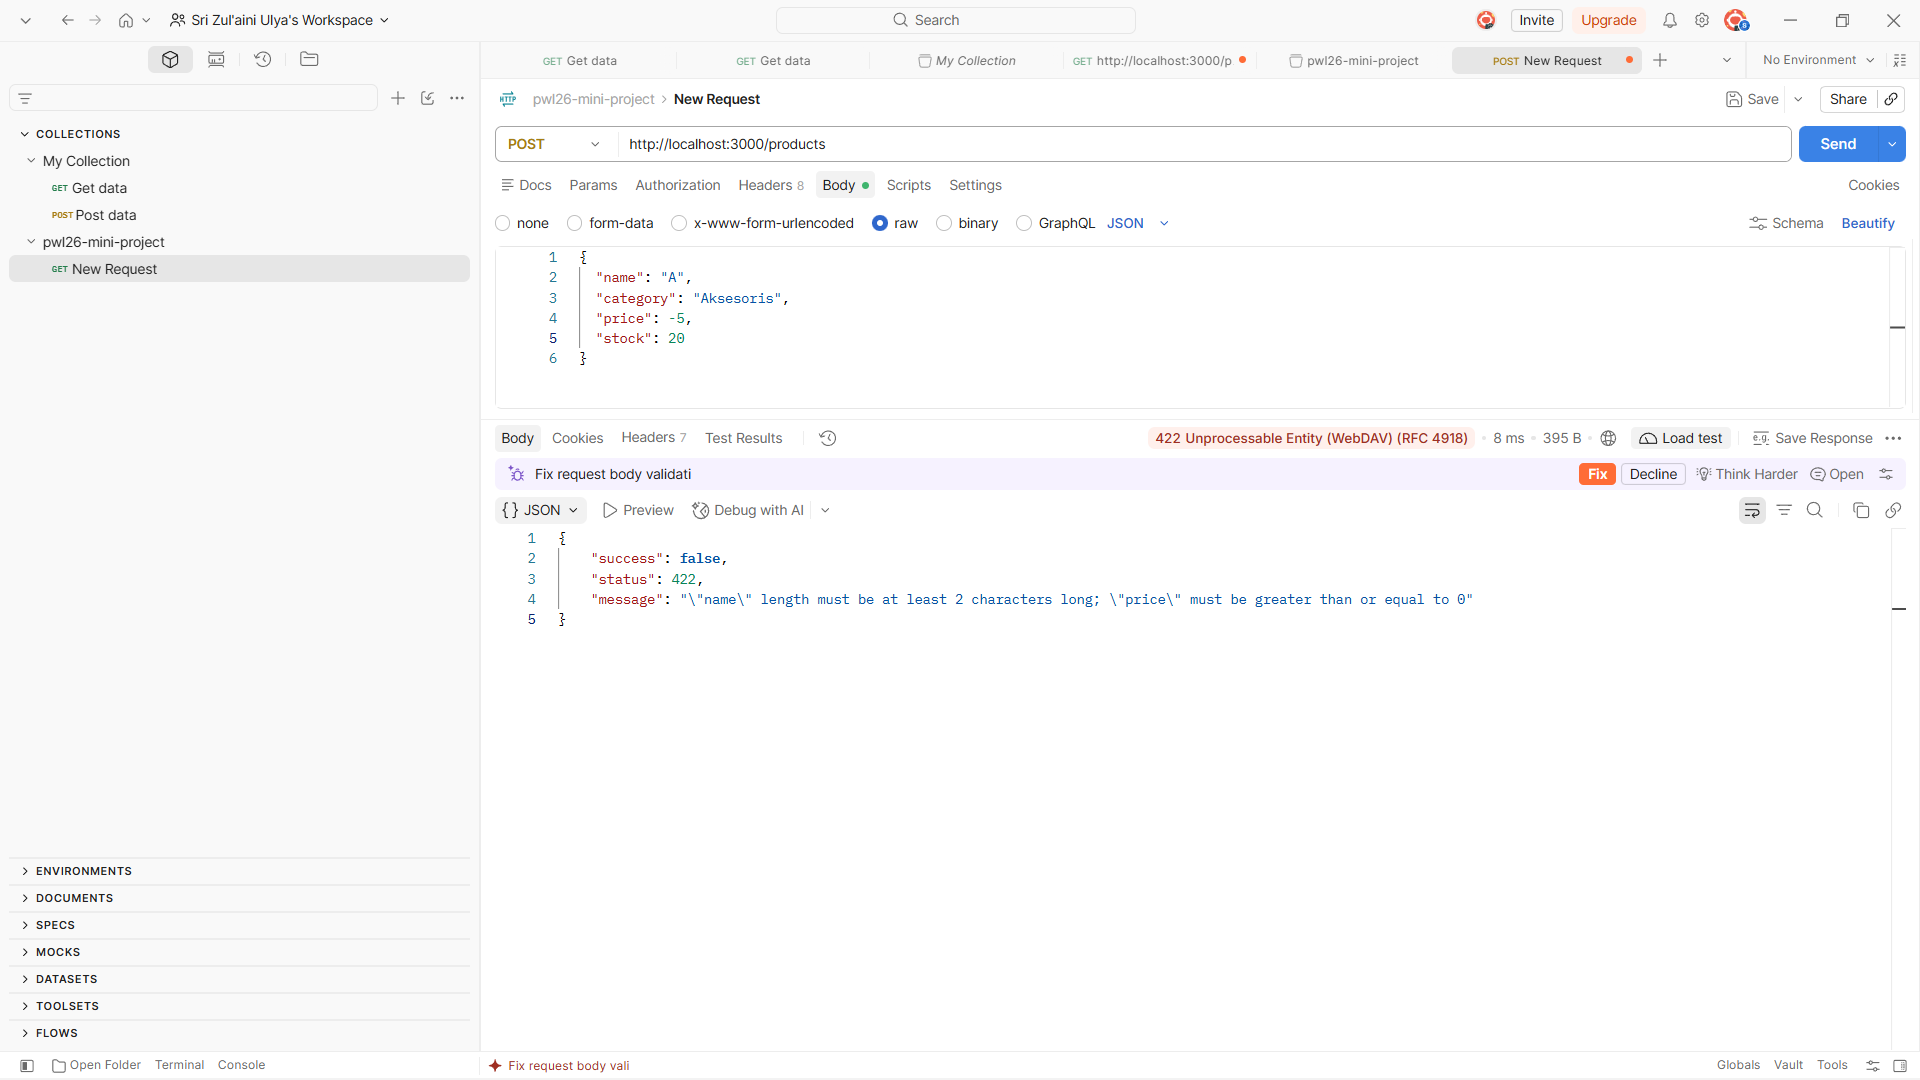 Sri Zul'aini Ulya's Workspace
Search
Invite
Upgrade
8
GET Get data
GET Get data
My Collection
GET http://localhost:3000/p
pwl26-mini-project
POST New Request
No Environment
HTTP pwl26-mini-project > New Request
Save
Share
COLLECTIONS
My Collection
GET Get data
POST Post data
pwl26-mini-project
GET New Request
POST
http://localhost:3000/products
Send
Docs
Params
Authorization
Headers 8
Body
Scripts
Settings
Cookies
none
form-data
x-www-form-urlencoded
raw
binary
GraphQL
JSON
Schema
Beautify
1 {
2 "name": "A",
3 "category": "Aksesoris",
4 "price": -5,
5 "stock": 20
6 }
Body
Cookies
Headers 7
Test Results
422 Unprocessable Entity (WebDAV) (RFC 4918)
8 ms
395 B
Load test
e.g. Save Response
Fix request body validati
Fix
Decline
Think Harder
Open
{} JSON
Preview
Debug with AI
1 {
2 "success": false,
3 "status": 422,
4 "message": "\"name\" length must be at least 2 characters long; \"price\" must be greater than or equal to 0"
5 }
ENVIRONMENTS
DOCUMENTS
SPECS
MOCKS
DATASETS
TOOLSETS
FLOWS
Open Folder
Terminal
Console
Fix request body vali
Globals
Vault
Tools